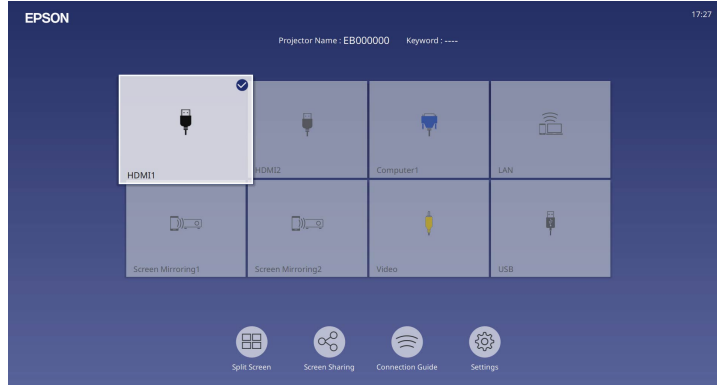 EPSON
17:27
Projector Name : EB000000 Keyword : ----
HDMI1
HDMI2
Computer1
LAN
Screen Mirroring1
Screen Mirroring2
Video
USB
Split Screen
Screen Sharing
Connection Guide
Settings